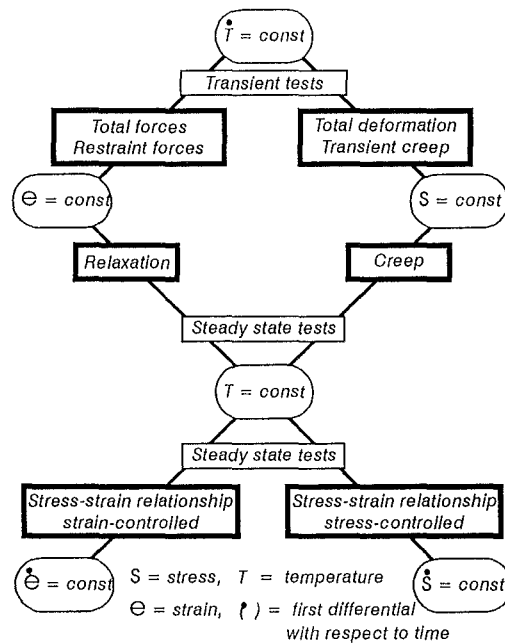 Ṫ = const
Transient tests
Total forces
Restraint forces
Total deformation
Transient creep
ϴ = const
S = const
Relaxation
Creep
Steady state tests
T = const
Steady state tests
Stress-strain relationship
strain-controlled
Stress-strain relationship
stress-controlled
ϴ̇ = const
Ṡ = const
S = stress, T = temperature
ϴ = strain, (̇ ) = first differential
with respect to time